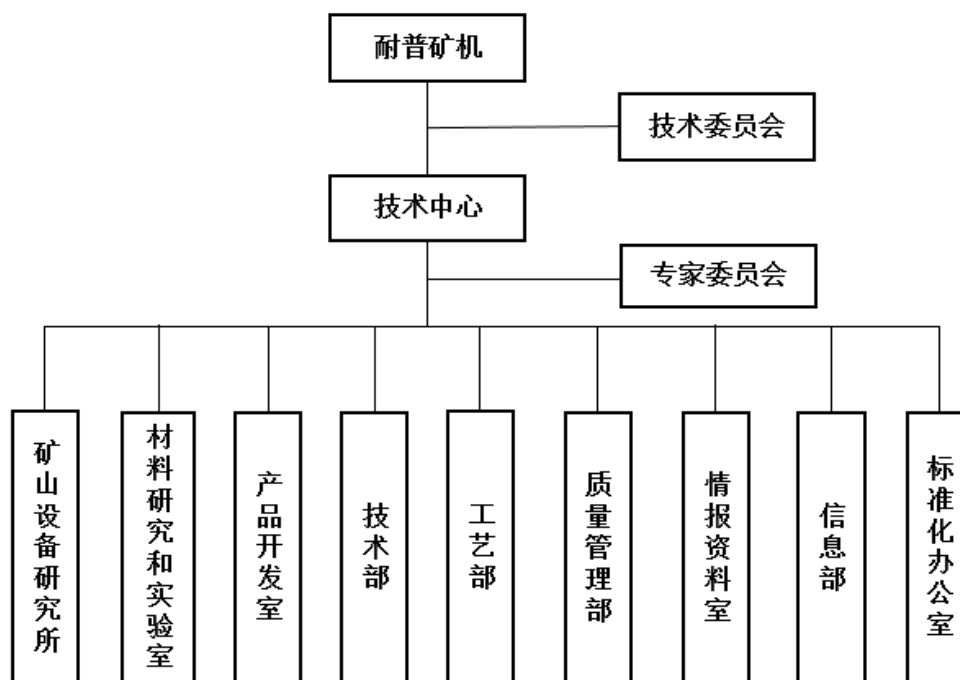 耐普矿机
技术委员会
技术中心
专家委员会
矿山设备研究所
材料研究和实验室
产品开发室
技术部
工艺部
质量管理部
情报资料室
信息部
标准化办公室